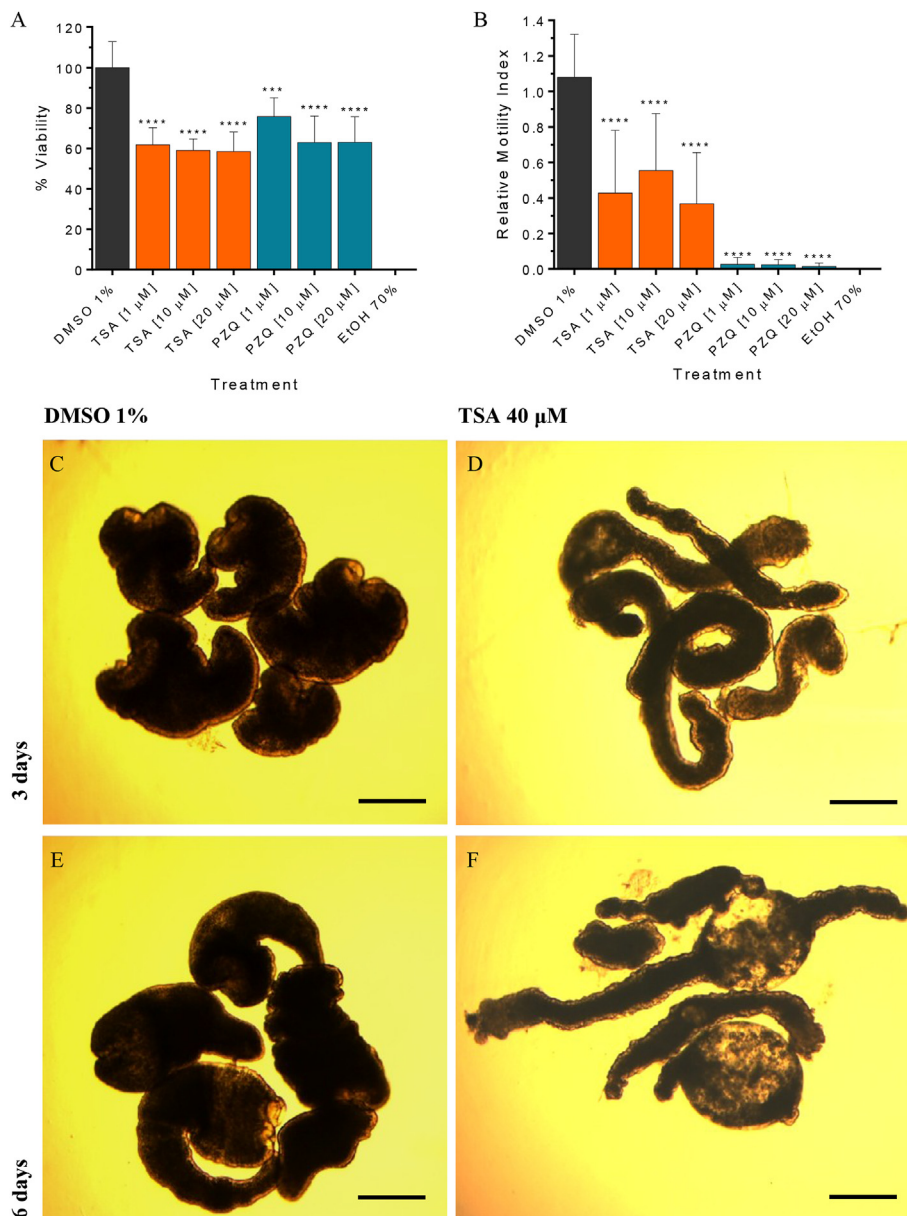 A
% Viability
120
100
80
60
40
20
0
****
****
****
***
****
****
DMSO 1%
TSA [1 µM]
TSA [10 µM]
TSA [20 µM]
PZQ [1 µM]
PZQ [10 µM]
PZQ [20 µM]
EtOH 70%
Treatment
B
Relative Motility Index
1.4
1.2
1.0
0.8
0.6
0.4
0.2
0.0
****
****
****
****
****
****
DMSO 1%
TSA [1 µM]
TSA [10 µM]
TSA [20 µM]
PZQ [1 µM]
PZQ [10 µM]
PZQ [20 µM]
EtOH 70%
Treatment
DMSO 1%
TSA 40 µM
3 days
C
D
6 days
E
F